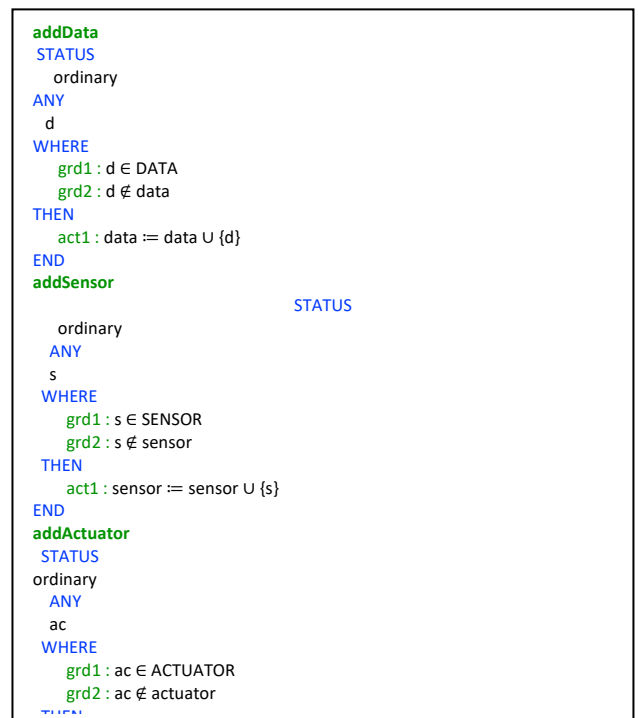 addData
STATUS
ordinary
ANY
d
WHERE
grd1 : d ∈ DATA
grd2 : d ∉ data
THEN
act1 : data ≔ data ∪ {d}
END
addSensor
STATUS
ordinary
ANY
s
WHERE
grd1 : s ∈ SENSOR
grd2 : s ∉ sensor
THEN
act1 : sensor ≔ sensor ∪ {s}
END
addActuator
STATUS
ordinary
ANY
ac
WHERE
grd1 : ac ∈ ACTUATOR
grd2 : ac ∉ actuator
THEN